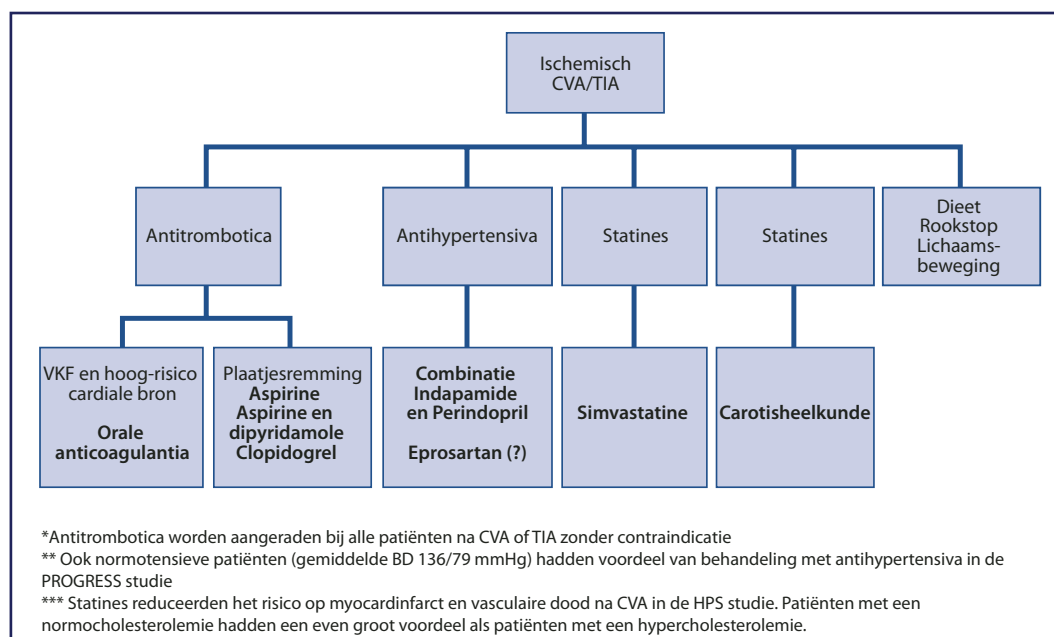 Ischemisch
CVA/TIA
Antitrombotica
Antihypertensiva
Statines
Statines
Dieet
Rookstop
Lichaams-
beweging
VKF en hoog-risico
cardiale bron
Orale
anticoagulantia
Plaatjesremming
Aspirine
Aspirine en
dipyridamole
Clopidogrel
Combinatie
Indapamide
en Perindopril
Eprosartan (?)
Simvastatine
Carotisheelkunde
*Antitrombotica worden aangeraden bij alle patiënten na CVA of TIA zonder contraindicatie
** Ook normotensieve patiënten (gemiddelde BD 136/79 mmHg) hadden voordeel van behandeling met antihypertensiva in de
PROGRESS studie
*** Statines reduceerden het risico op myocardinfarct en vasculaire dood na CVA in de HPS studie. Patiënten met een
normocholesterolemie hadden een even groot voordeel als patiënten met een hypercholesterolemie.